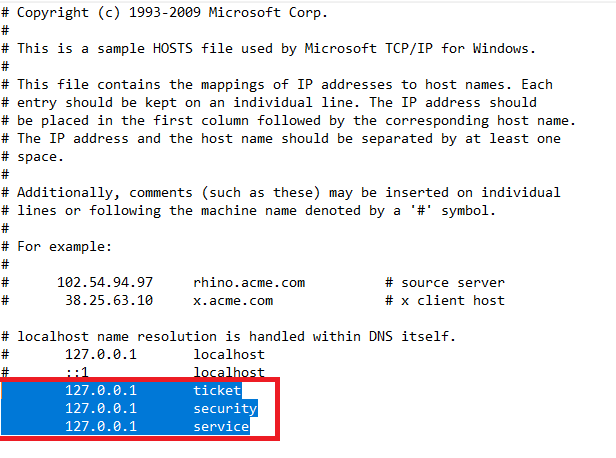 # Copyright (c) 1993-2009 Microsoft Corp.
#
# This is a sample HOSTS file used by Microsoft TCP/IP for Windows.
#
# This file contains the mappings of IP addresses to host names. Each
# entry should be kept on an individual line. The IP address should
# be placed in the first column followed by the corresponding host name.
# The IP address and the host name should be separated by at least one
# space.
#
# Additionally, comments (such as these) may be inserted on individual
# lines or following the machine name denoted by a '#' symbol.
#
# For example:
#
#      102.54.94.97     rhino.acme.com          # source server
#       38.25.63.10     x.acme.com              # x client host

# localhost name resolution is handled within DNS itself.
#       127.0.0.1       localhost
#       ::1             localhost
        127.0.0.1       ticket
        127.0.0.1       security
        127.0.0.1       service